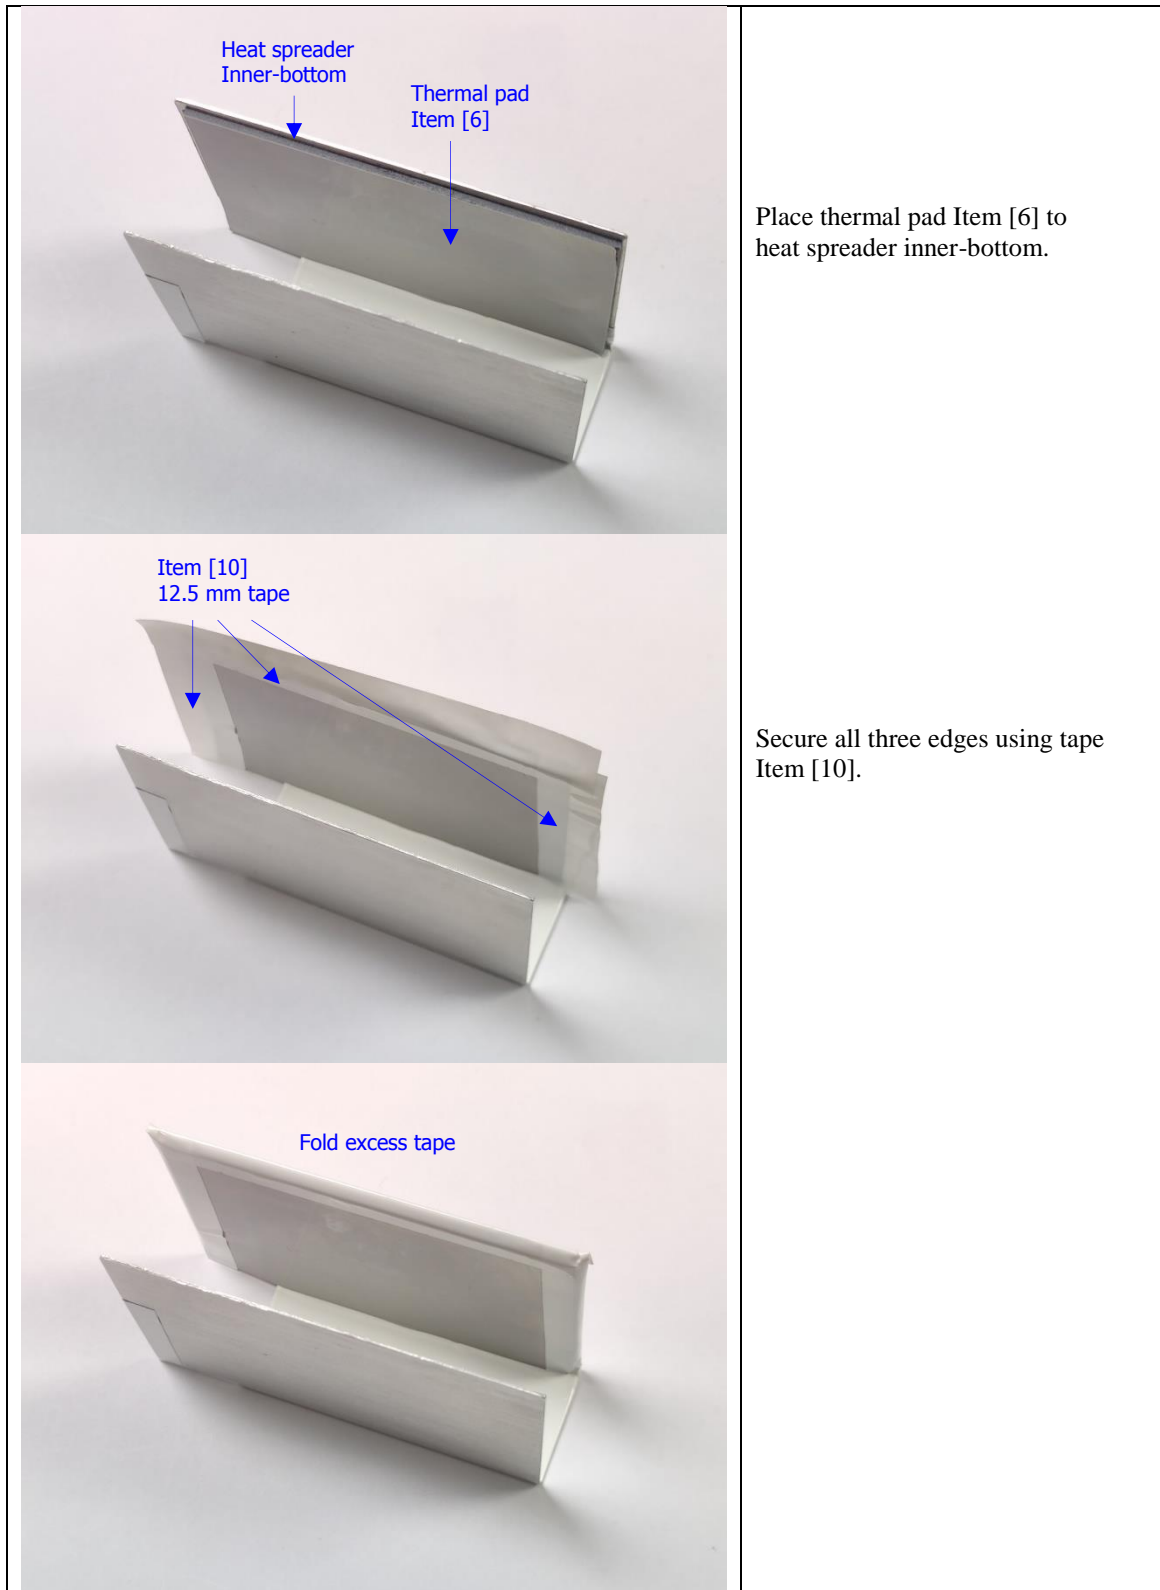 Heat spreader
Inner-bottom
Thermal pad
Item [6]
Place thermal pad Item [6] to
heat spreader inner-bottom.
Item [10]
12.5 mm tape
Secure all three edges using tape
Item [10].
Fold excess tape